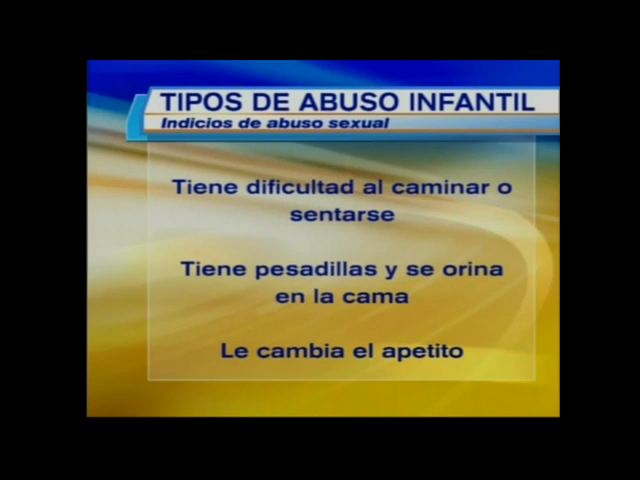 TIPOS DE ABUSO INFANTIL
Indicios de abuso sexual
Tiene dificultad al caminar o
sentarse
Tiene pesadillas y se orina
en la cama
Le cambia el apetito